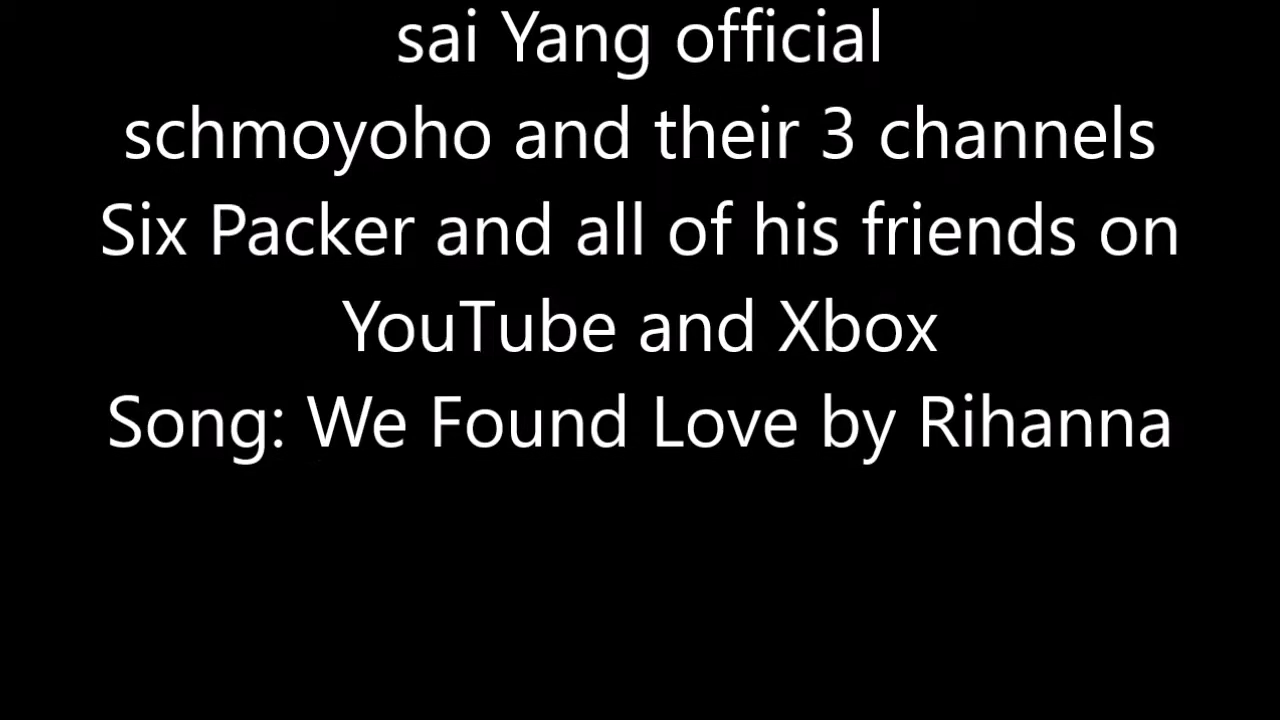 sai Yang official
schmoyoho and their 3 channels
Six Packer and all of his friends on
YouTube and Xbox
Song: We Found Love by Rihanna